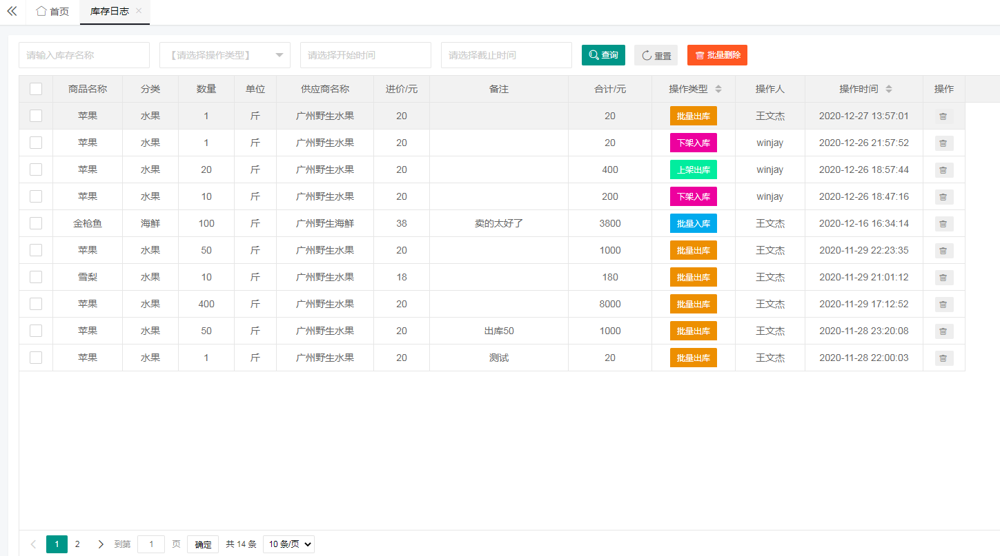 首页 库存日志
请输入库存名称 【请选择操作类型】 请选择开始时间 请选择截止时间 查询 重置 批量删除
商品名称 分类 数量 单位 供应商名称 进价/元 备注 合计/元 操作类型 操作人 操作时间 操作
苹果 水果 1 斤 广州野生水果 20 20 批量出库 王文杰 2020-12-27 13:57:01
苹果 水果 1 斤 广州野生水果 20 20 下架入库 winjay 2020-12-26 21:57:52
苹果 水果 20 斤 广州野生水果 20 400 上架出库 winjay 2020-12-26 18:57:44
苹果 水果 10 斤 广州野生水果 20 200 下架入库 winjay 2020-12-26 18:47:16
金枪鱼 海鲜 100 斤 广州野生海鲜 38 卖的太好了 3800 批量入库 王文杰 2020-12-16 16:34:14
苹果 水果 50 斤 广州野生水果 20 1000 批量出库 王文杰 2020-11-29 22:23:35
雪梨 水果 10 斤 广州野生水果 18 180 批量出库 王文杰 2020-11-29 21:01:12
苹果 水果 400 斤 广州野生水果 20 8000 批量出库 王文杰 2020-11-29 17:12:52
苹果 水果 50 斤 广州野生水果 20 出库50 1000 批量出库 王文杰 2020-11-28 23:20:08
苹果 水果 1 斤 广州野生水果 20 测试 20 批量出库 王文杰 2020-11-28 22:00:03
1 2 到第 1 页 确定 共 14 条 10 条/页